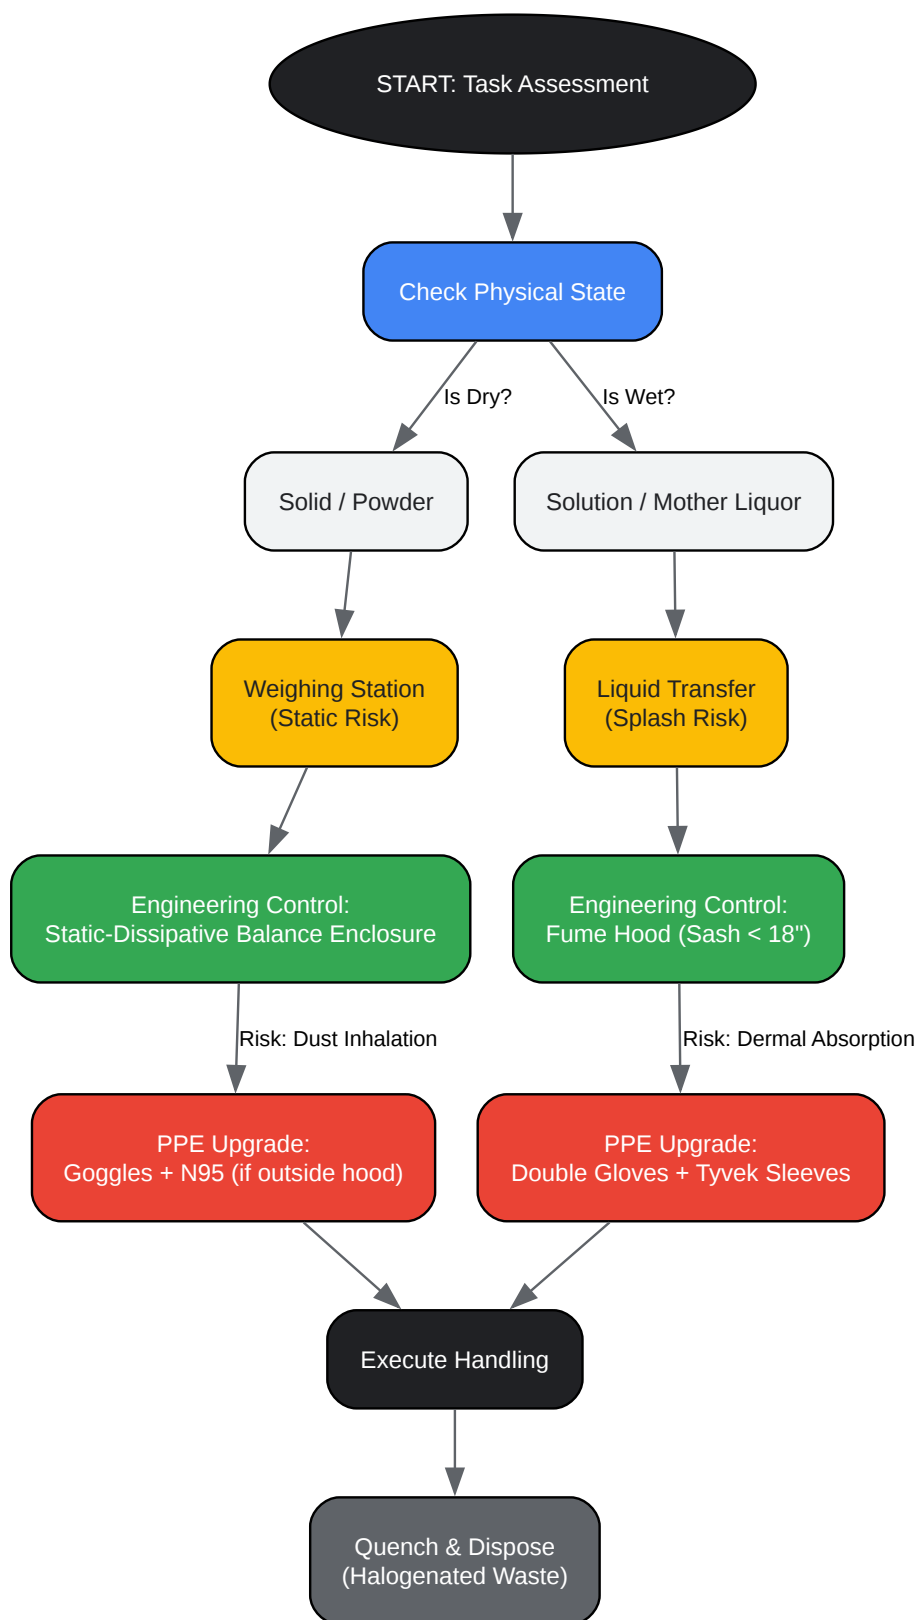 START: Task Assessment
Check Physical State
Is Dry?
Is Wet?
Solid / Powder
Solution / Mother Liquor
Weighing Station
(Static Risk)
Liquid Transfer
(Splash Risk)
Engineering Control:
Static-Dissipative Balance Enclosure
Engineering Control:
Fume Hood (Sash < 18")
Risk: Dust Inhalation
Risk: Dermal Absorption
PPE Upgrade:
Goggles + N95 (if outside hood)
PPE Upgrade:
Double Gloves + Tyvek Sleeves
Execute Handling
Quench & Dispose
(Halogenated Waste)